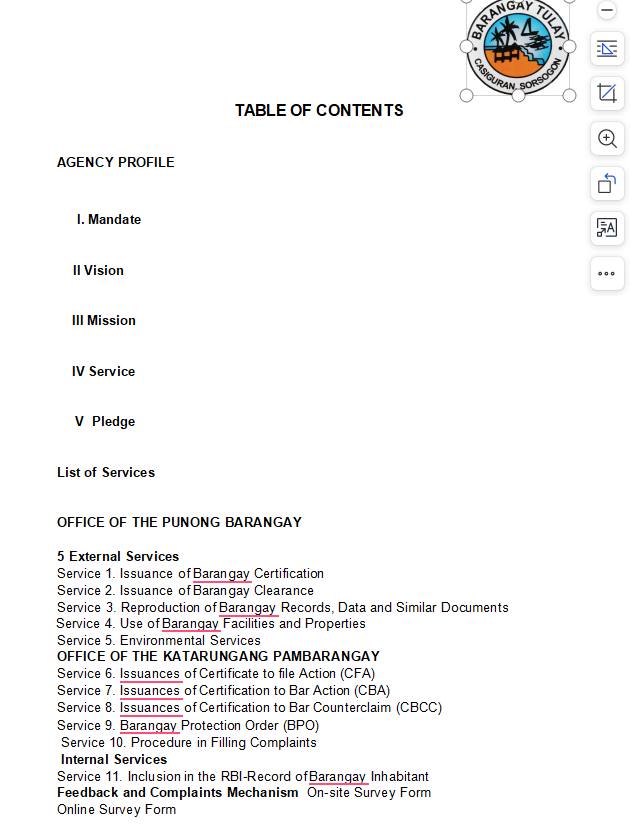 BARANGAY TULAY
CASIGURAN, SORSOGON
TABLE OF CONTENTS
AGENCY PROFILE
I. Mandate
II Vision
III Mission
IV Service
V Pledge
List of Services
OFFICE OF THE PUNONG BARANGAY
5 External Services
Service 1. Issuance of Barangay Certification
Service 2. Issuance of Barangay Clearance
Service 3. Reproduction of Barangay Records, Data and Similar Documents
Service 4. Use of Barangay Facilities and Properties
Service 5. Environmental Services
OFFICE OF THE KATARUNGANG PAMBARANGAY
Service 6. Issuances of Certificate to file Action (CFA)
Service 7. Issuances of Certification to Bar Action (CBA)
Service 8. Issuances of Certification to Bar Counterclaim (CBCC)
Service 9. Barangay Protection Order (BPO)
Service 10. Procedure in Filling Complaints
Internal Services
Service 11. Inclusion in the RBI-Record of Barangay Inhabitant
Feedback and Complaints Mechanism On-site Survey Form
Online Survey Form